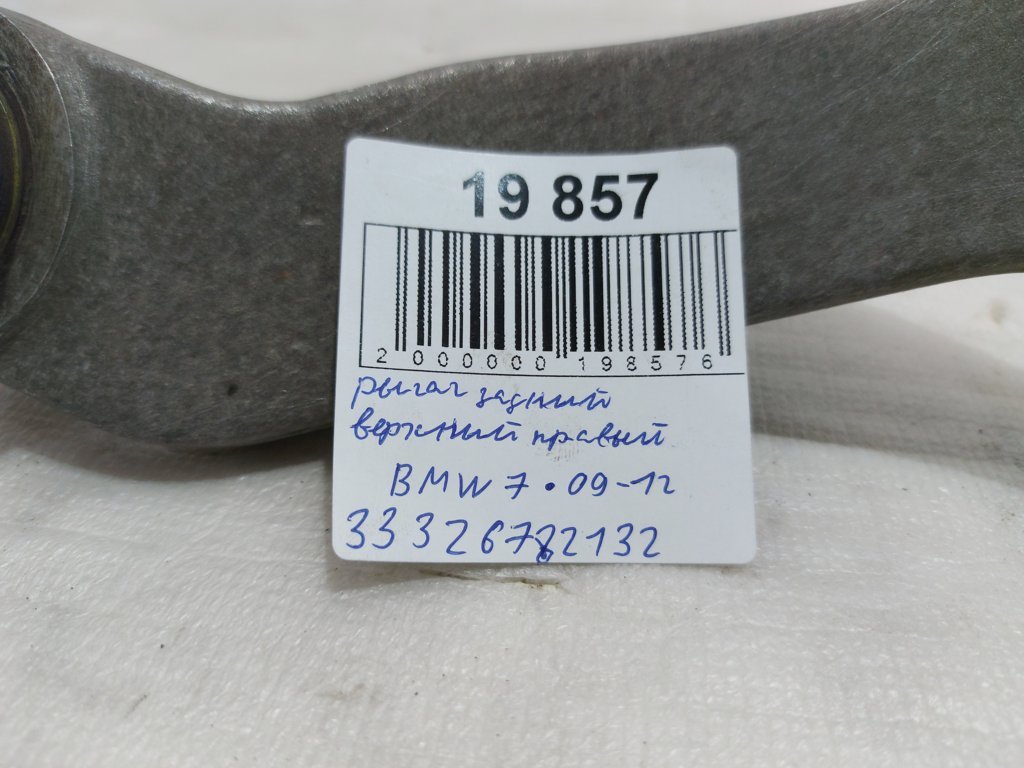 19 857
2 000000 198576
рычаг задний
верхний правый
BMW 7 • 09-12
33326782132